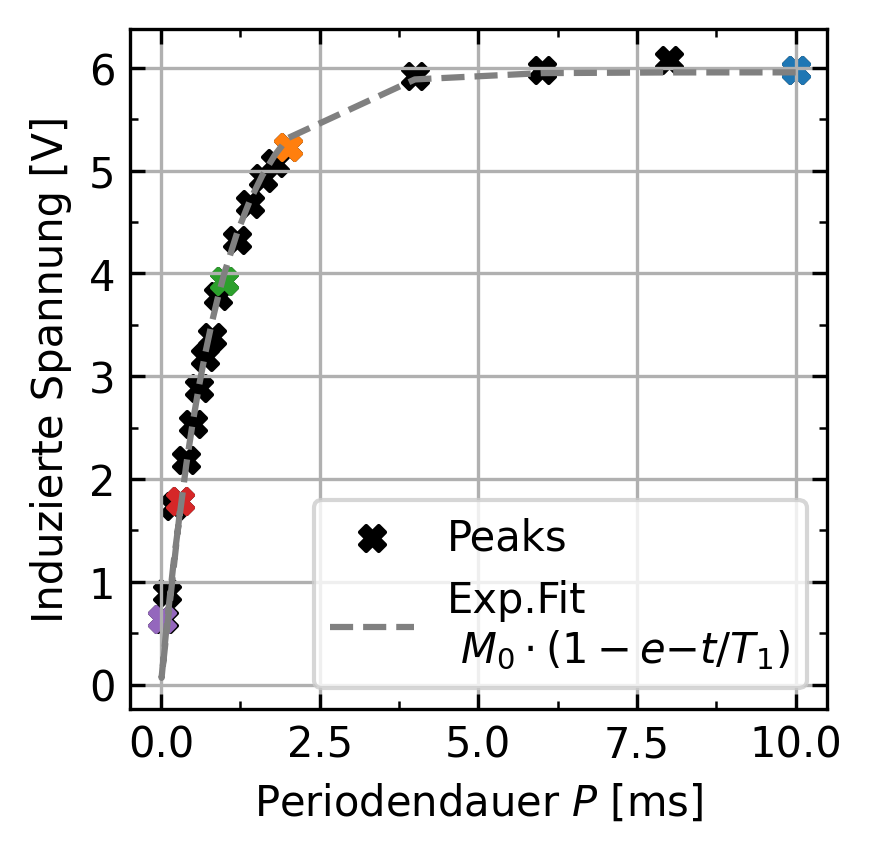 6
5
4
3
2
1
0
Induzierte Spannung [V]
Peaks
Exp.Fit
M₀ · (1 − e−t/T₁)
0.0 2.5 5.0 7.5 10.0
Periodendauer P [ms]